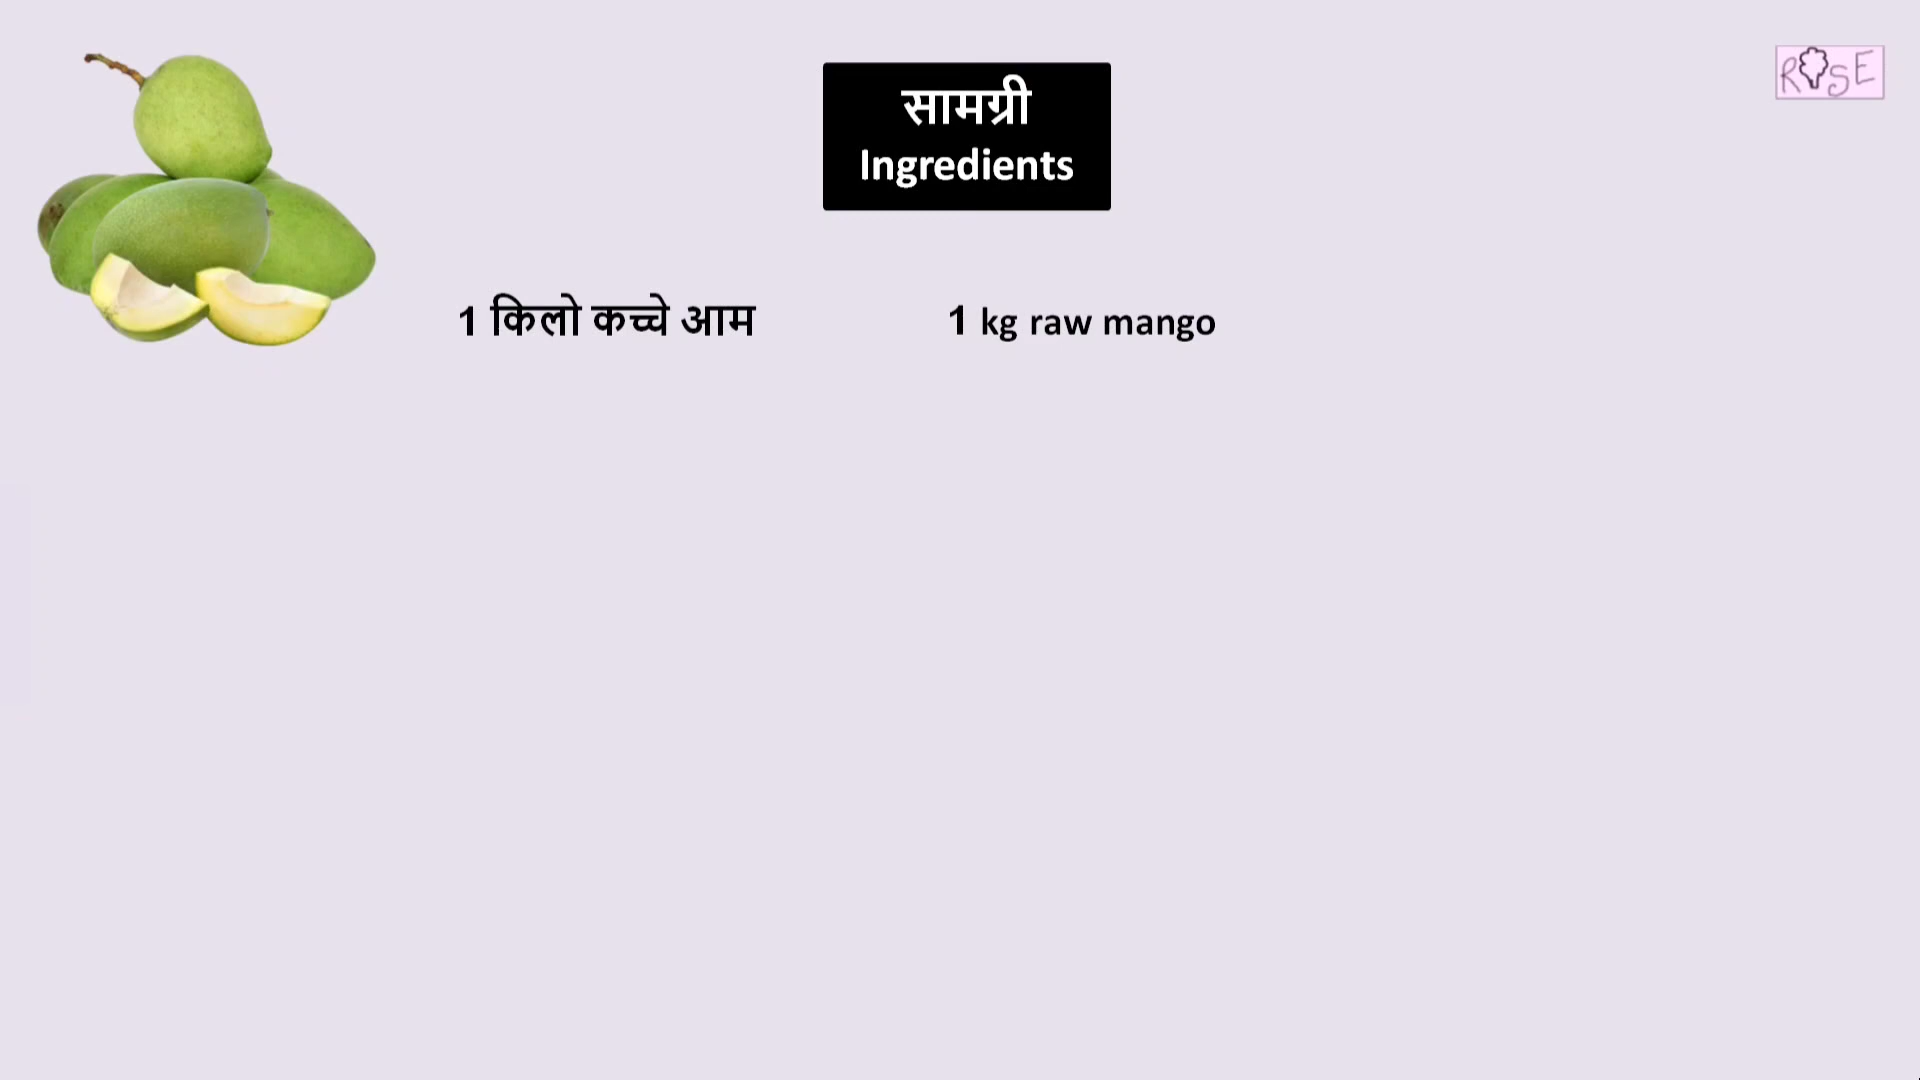 ROSE
सामग्री
Ingredients
1 किलो कच्चे आम
1 kg raw mango